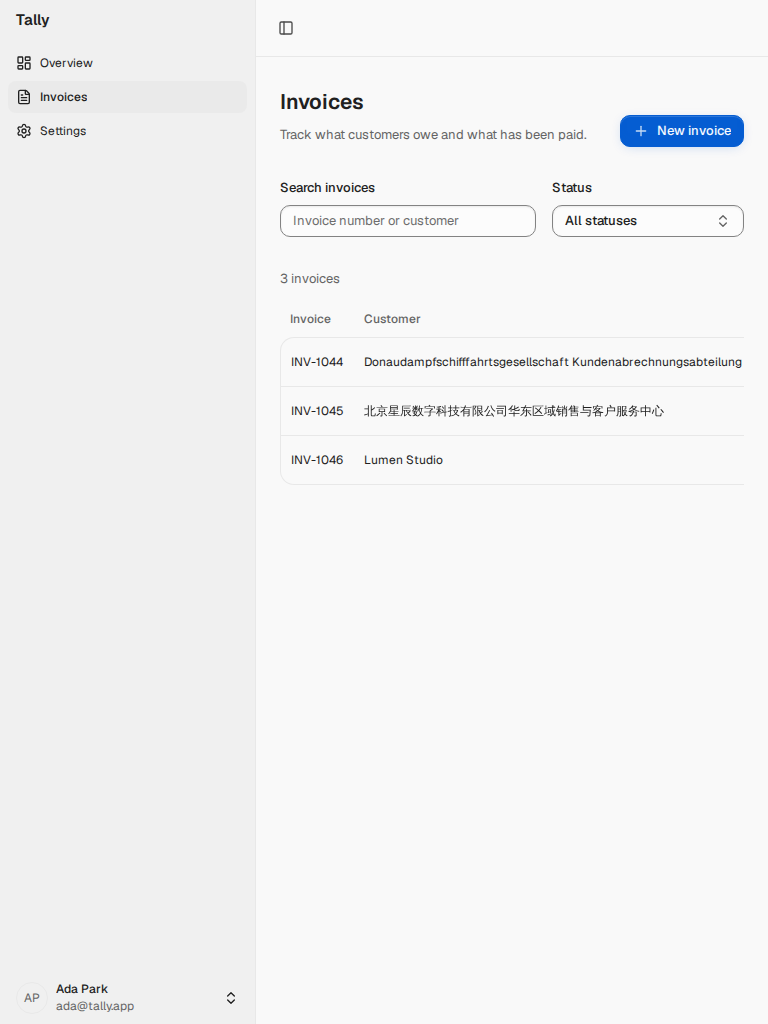 Tally
Overview
Invoices
Settings
Invoices
Track what customers owe and what has been paid.
New invoice
Search invoices
Status
Invoice number or customer
All statuses
3 invoices
Invoice Customer
INV-1044 Donaudampfschifffahrtsgesellschaft Kundenabrechnungsabteilung
INV-1045 北京星辰数字科技有限公司华东区域销售与客户服务中心
INV-1046 Lumen Studio
AP
Ada Park
ada@tally.app